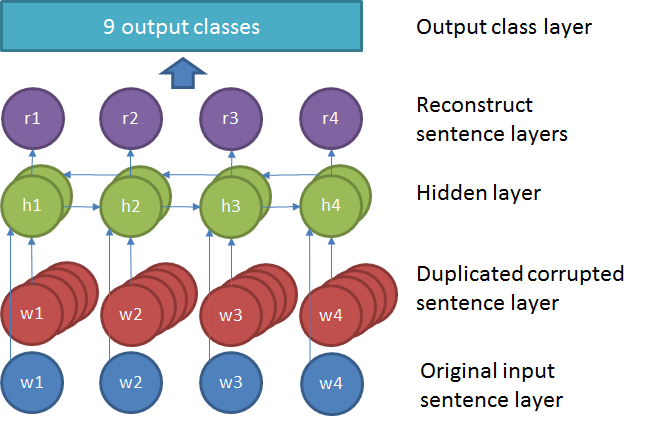 9 output classes
Output class layer
r1 r2 r3 r4
Reconstruct
sentence layers
h1 h2 h3 h4
Hidden layer
w1 w2 w3 w4
Duplicated corrupted
sentence layer
w1 w2 w3 w4
Original input
sentence layer